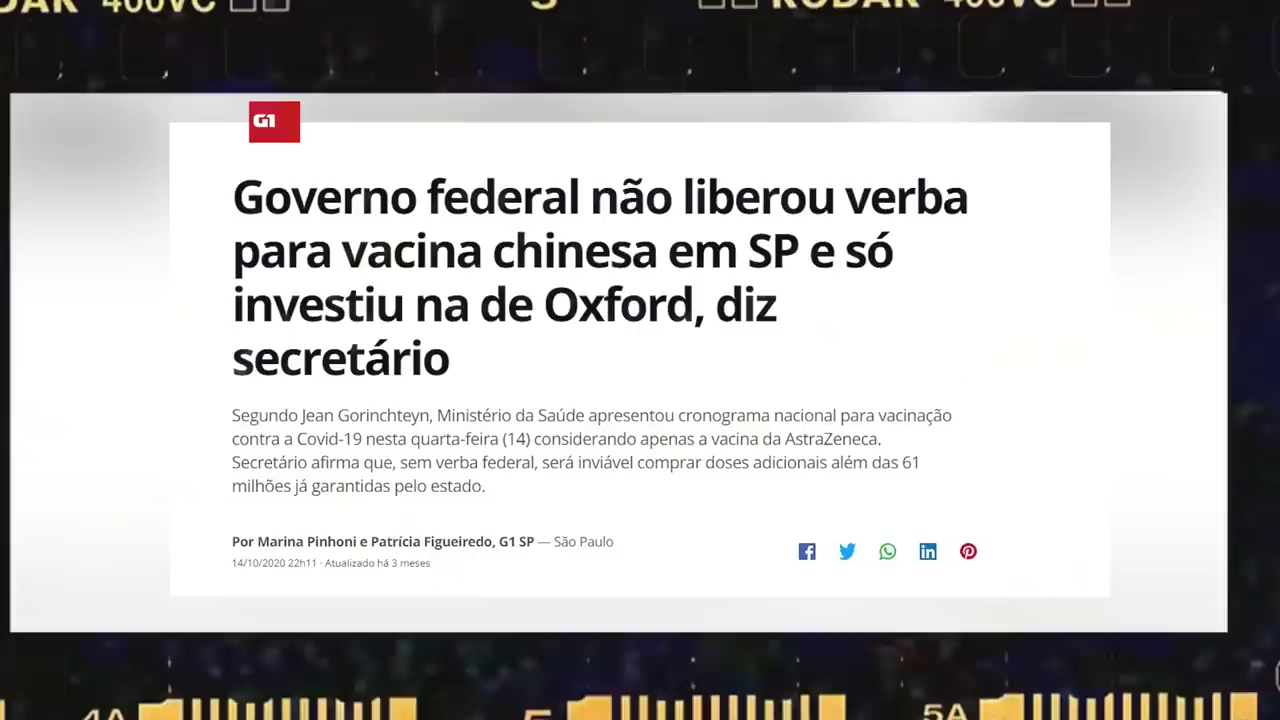 KODAK 400VC
G1
Governo federal não liberou verba
para vacina chinesa em SP e só
investiu na de Oxford, diz
secretário
Segundo Jean Gorinchteyn, Ministério da Saúde apresentou cronograma nacional para vacinação
contra a Covid-19 nesta quarta-feira (14) considerando apenas a vacina da AstraZeneca.
Secretário afirma que, sem verba federal, será inviável comprar doses adicionais além das 61
milhões já garantidas pelo estado.
Por Marina Pinhoni e Patrícia Figueiredo, G1 SP — São Paulo
14/10/2020 22h11 · Atualizado há 3 meses
4A
5A